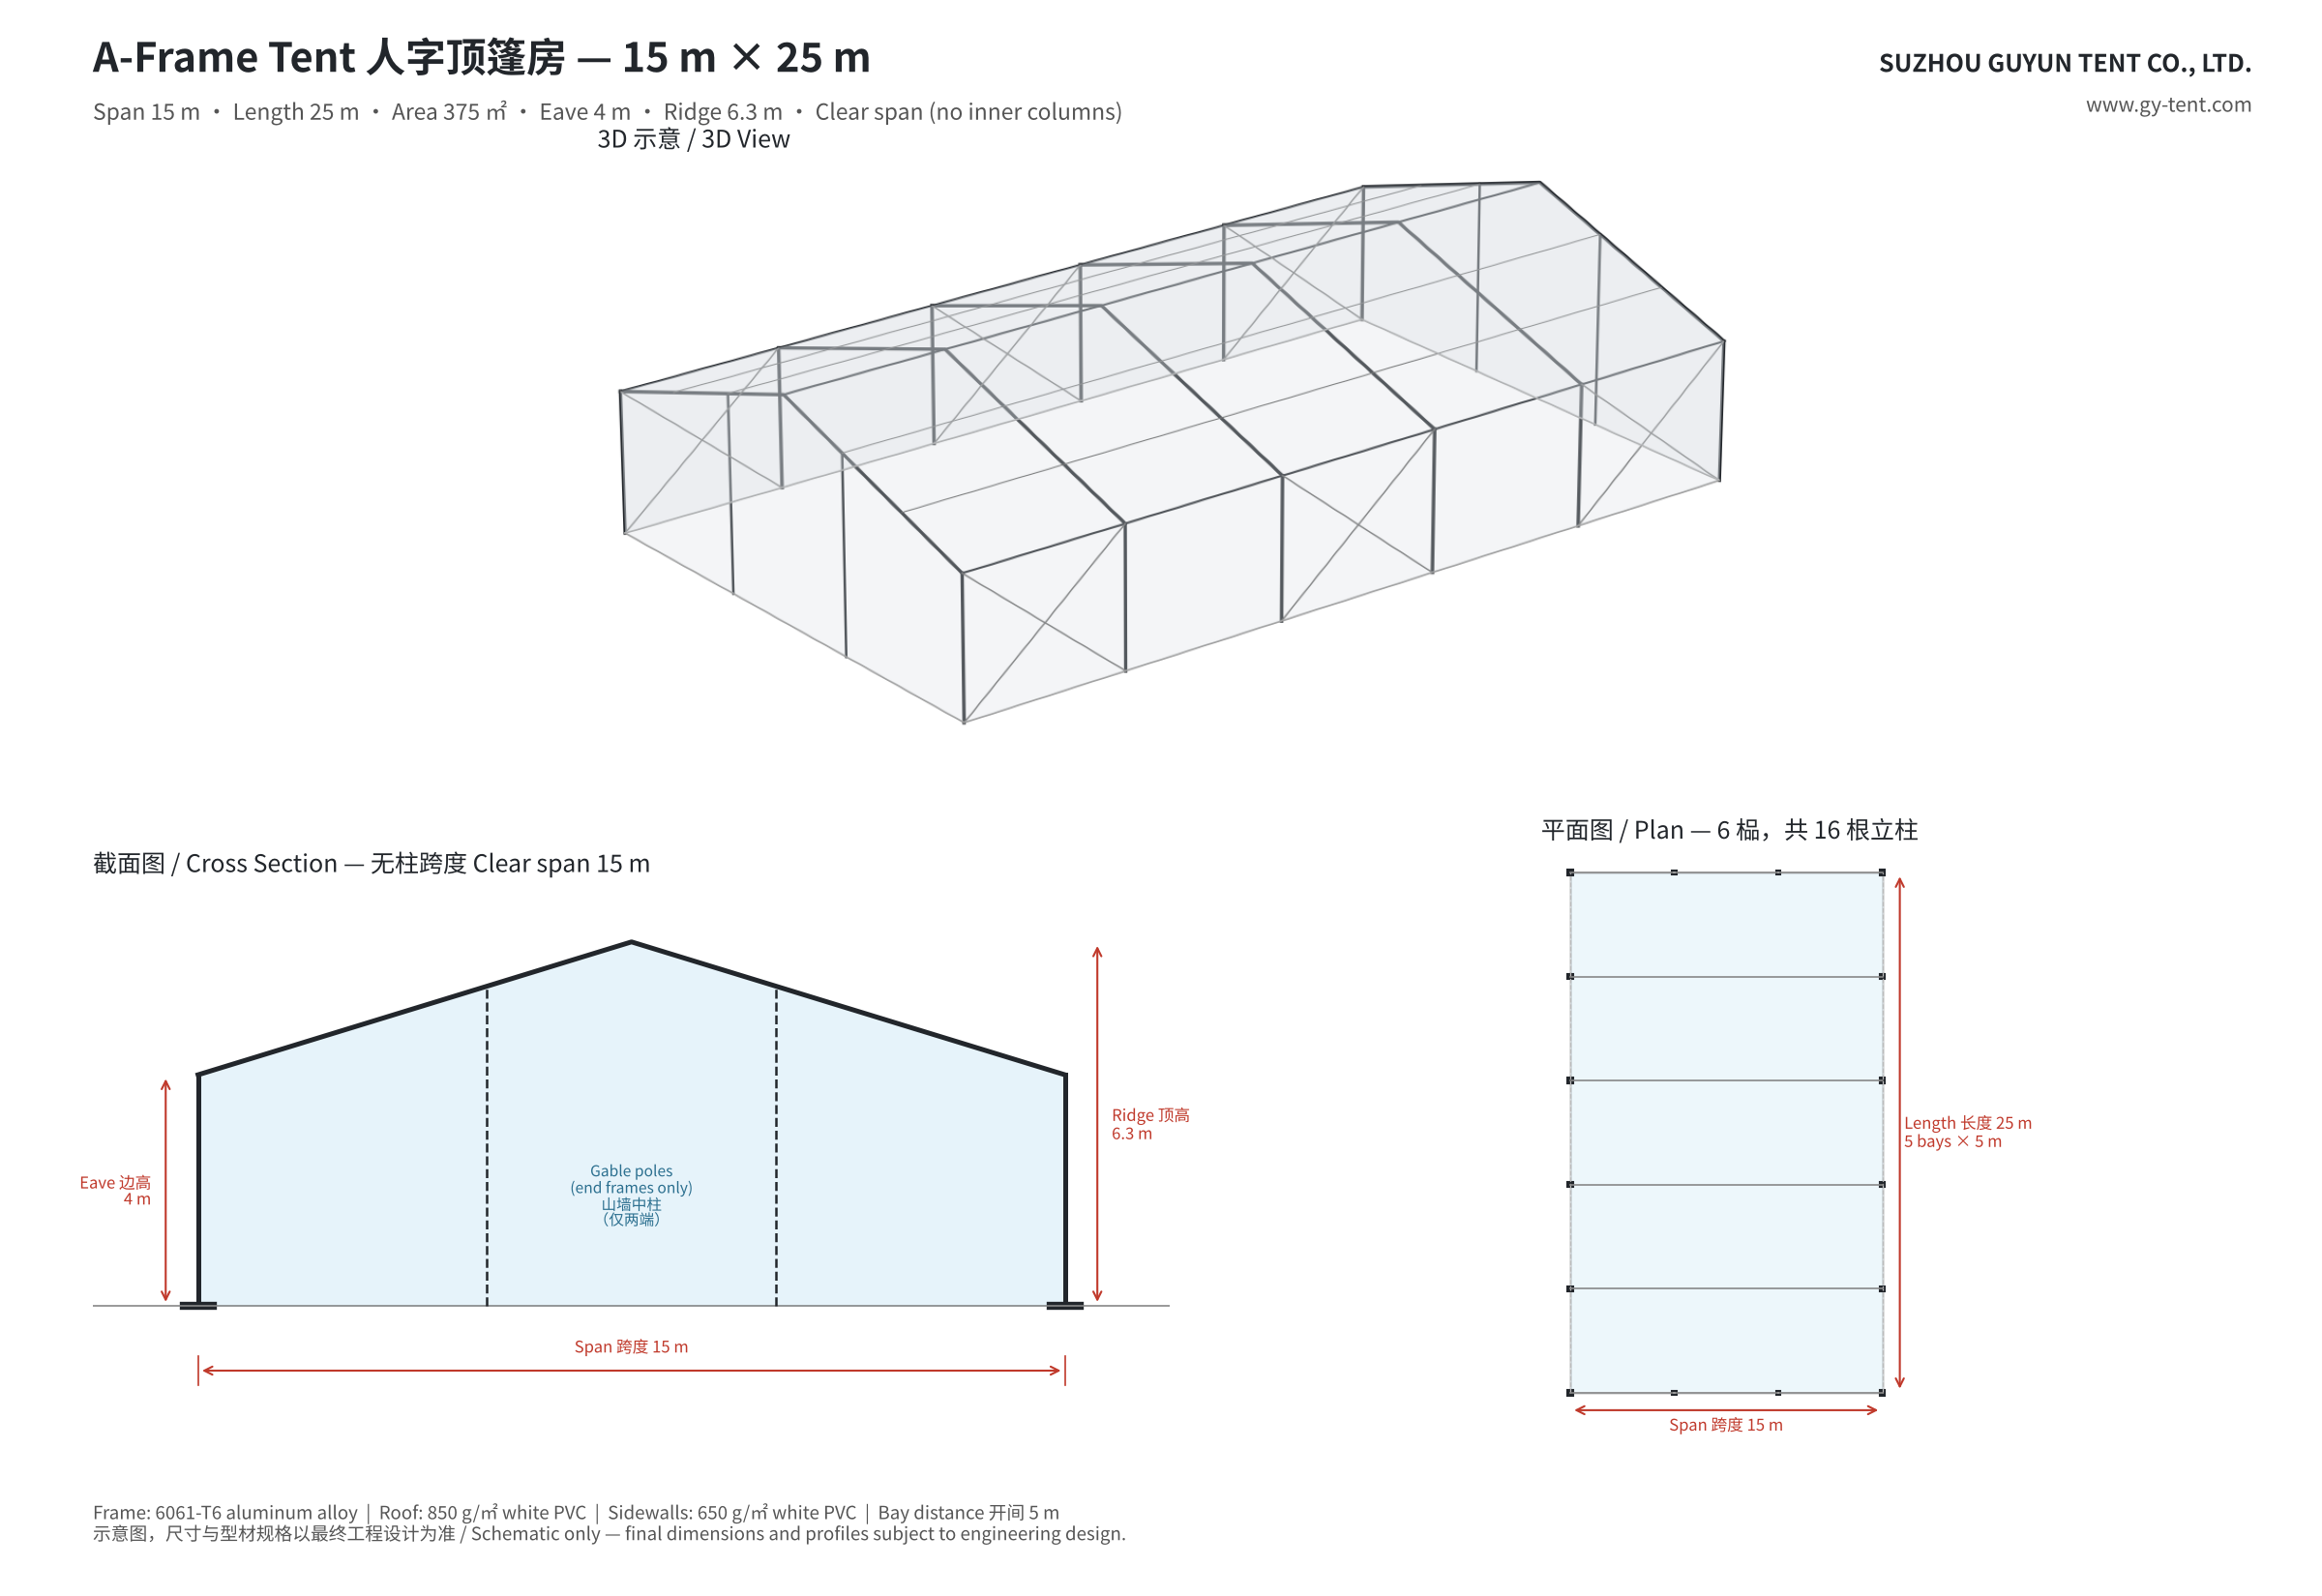 A-Frame Tent 人字顶篷房 — 15 m × 25 m
SUZHOU GUYUN TENT CO., LTD.
Span 15 m · Length 25 m · Area 375 ㎡ · Eave 4 m · Ridge 6.3 m · Clear span (no inner columns)
www.gy-tent.com
3D 示意 / 3D View
截面图 / Cross Section — 无柱跨度 Clear span 15 m
Eave 边高
4 m
Gable poles
(end frames only)
山墙中柱
（仅两端）
Ridge 顶高
6.3 m
Span 跨度 15 m
平面图 / Plan — 6 榀，共 16 根立柱
Length 长度 25 m
5 bays × 5 m
Span 跨度 15 m
Frame: 6061-T6 aluminum alloy | Roof: 850 g/㎡ white PVC | Sidewalls: 650 g/㎡ white PVC | Bay distance 开间 5 m
示意图，尺寸与型材规格以最终工程设计为准 / Schematic only — final dimensions and profiles subject to engineering design.